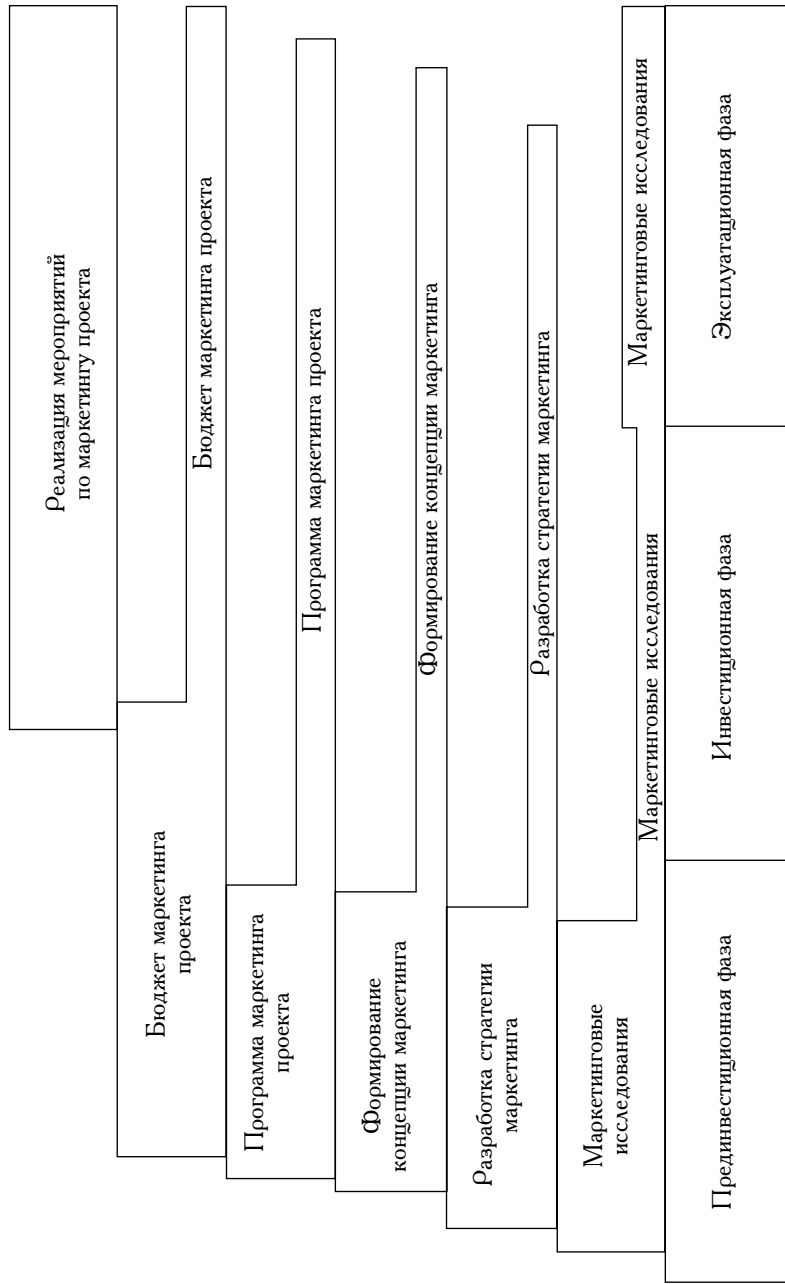 Реализация мероприятий
по маркетингу проекта
Бюджет маркетинга
проекта
Бюджет маркетинга проекта
Программа маркетинга
проекта
Программа маркетинга проекта
Формирование
концепции маркетинга
Формирование концепции маркетинга
Разработка стратегии
маркетинга
Разработка стратегии маркетинга
Маркетинговые
исследования
Маркетинговые исследования
Маркетинговые исследования
Прединвестиционная фаза
Инвестиционная фаза
Эксплуатационная фаза